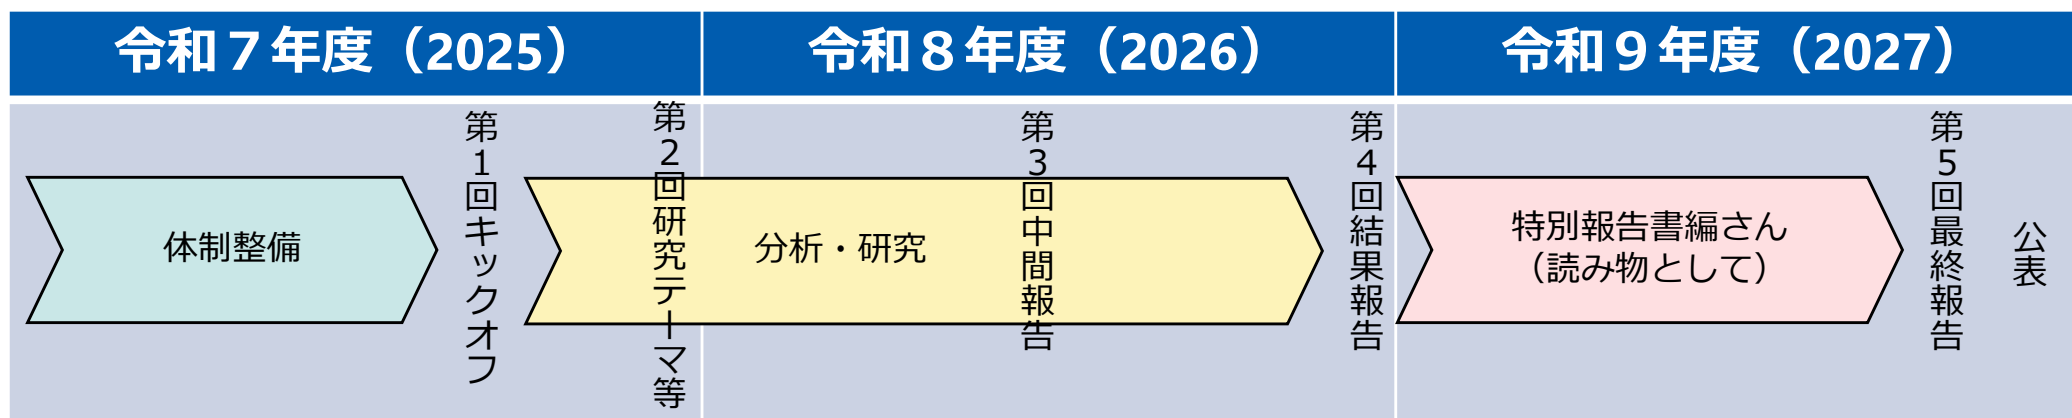 令和７年度（2025）
令和８年度（2026）
令和９年度（2027）
体制整備
第1回キックオフ
第2回研究テーマ等
分析・研究
第3回中間報告
第4回結果報告
特別報告書編さん
（読み物として）
第5回最終報告
公表